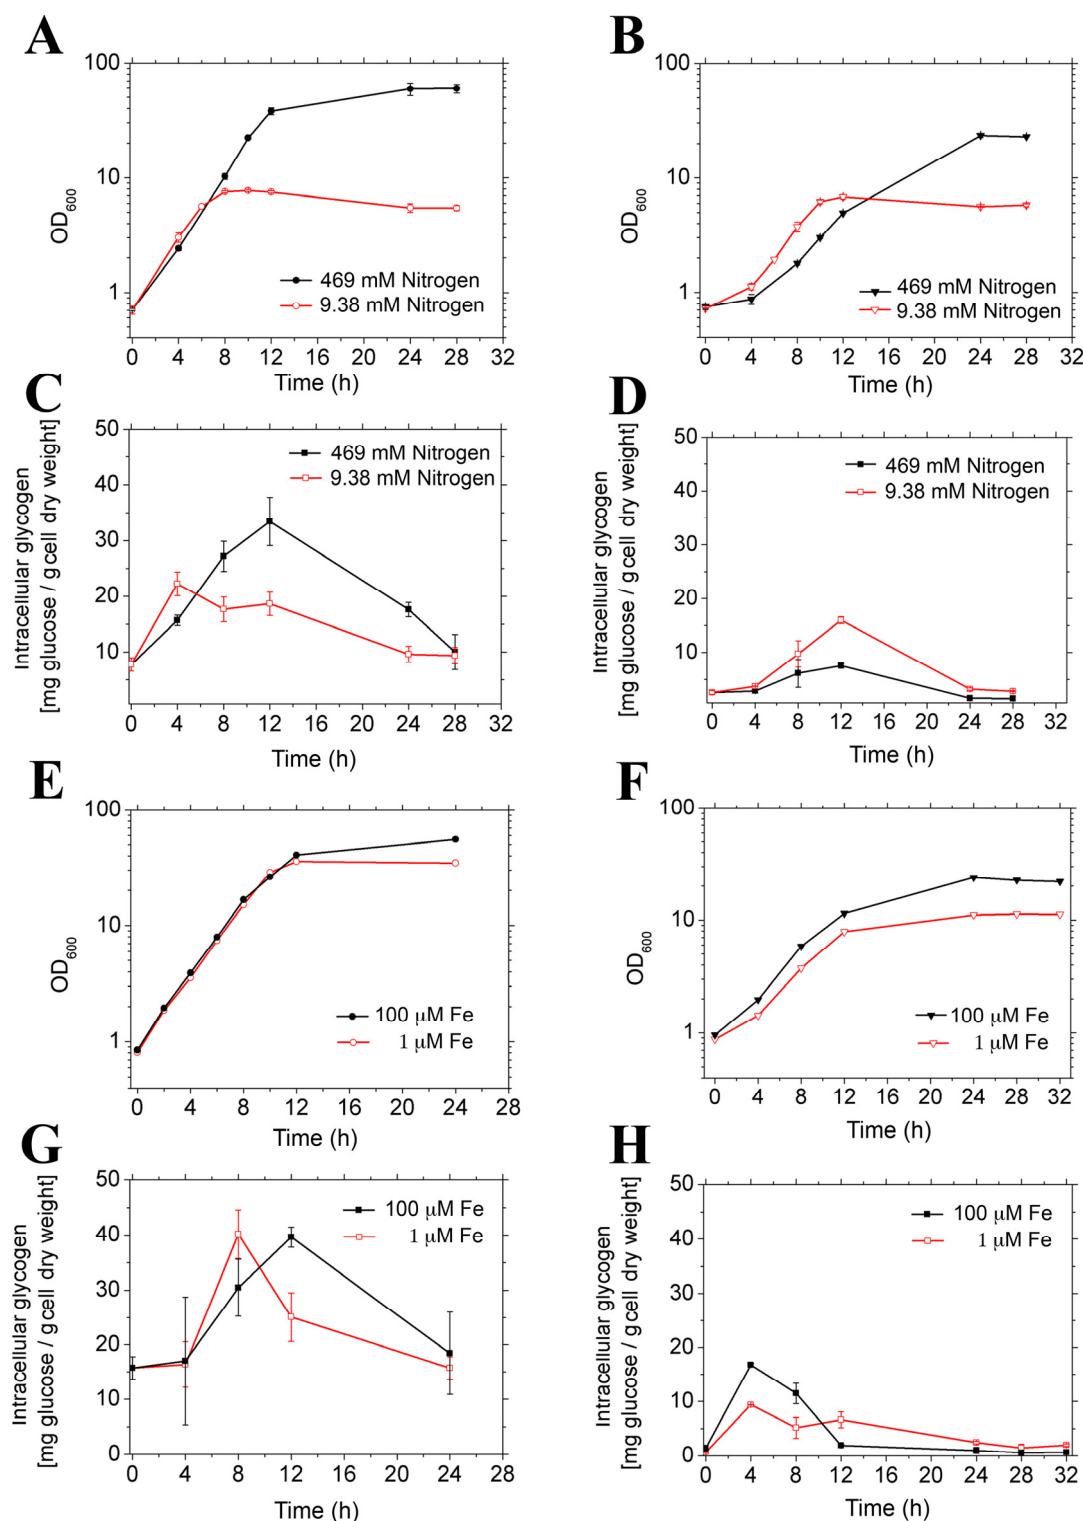 A
100
10
1
OD600
469 mM Nitrogen
9.38 mM Nitrogen
0 4 8 12 16 20 24 28 32
Time (h)
B
100
10
1
OD600
469 mM Nitrogen
9.38 mM Nitrogen
0 4 8 12 16 20 24 28 32
Time (h)
C
50
40
30
20
10
Intracellular glycogen
[mg glucose / gcell dry weight]
469 mM Nitrogen
9.38 mM Nitrogen
0 4 8 12 16 20 24 28 32
Time (h)
D
50
40
30
20
10
Intracellular glycogen
[mg glucose / gcell dry weight]
469 mM Nitrogen
9.38 mM Nitrogen
0 4 8 12 16 20 24 28 32
Time (h)
E
100
10
1
OD600
100 µM Fe
1 µM Fe
0 4 8 12 16 20 24 28
Time (h)
F
100
10
1
OD600
100 µM Fe
1 µM Fe
0 4 8 12 16 20 24 28 32
Time (h)
G
50
40
30
20
10
0
Intracellular glycogen
[mg glucose / gcell dry weight]
100 µM Fe
1 µM Fe
0 4 8 12 16 20 24 28
Time (h)
H
50
40
30
20
10
0
Intracellular glycogen
[mg glucose / gcell dry weight]
100 µM Fe
1 µM Fe
0 4 8 12 16 20 24 28 32
Time (h)